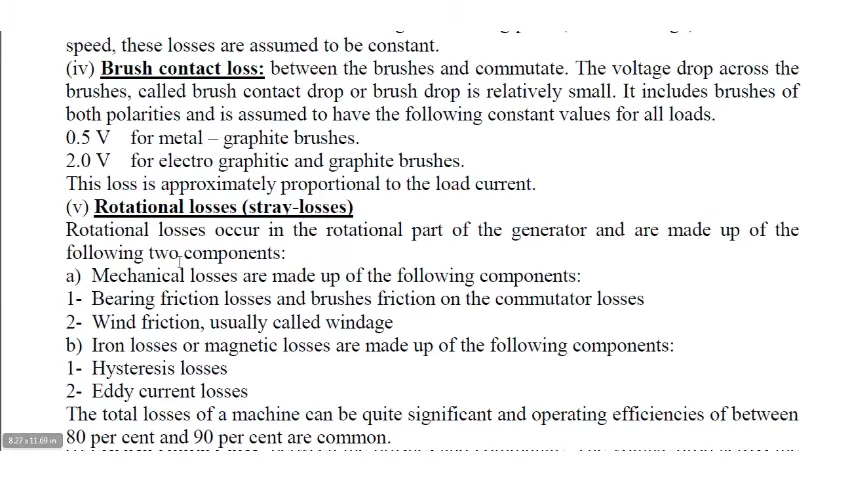 speed, these losses are assumed to be constant.
(iv) Brush contact loss: between the brushes and commutate. The voltage drop across the
brushes, called brush contact drop or brush drop is relatively small. It includes brushes of
both polarities and is assumed to have the following constant values for all loads.
0.5 V for metal – graphite brushes.
2.0 V for electro graphitic and graphite brushes.
This loss is approximately proportional to the load current.
(v) Rotational losses (stray-losses)
Rotational losses occur in the rotational part of the generator and are made up of the
following two components:
a) Mechanical losses are made up of the following components:
1- Bearing friction losses and brushes friction on the commutator losses
2- Wind friction, usually called windage
b) Iron losses or magnetic losses are made up of the following components:
1- Hysteresis losses
2- Eddy current losses
The total losses of a machine can be quite significant and operating efficiencies of between
8.27 x 11.69 in
80 per cent and 90 per cent are common.